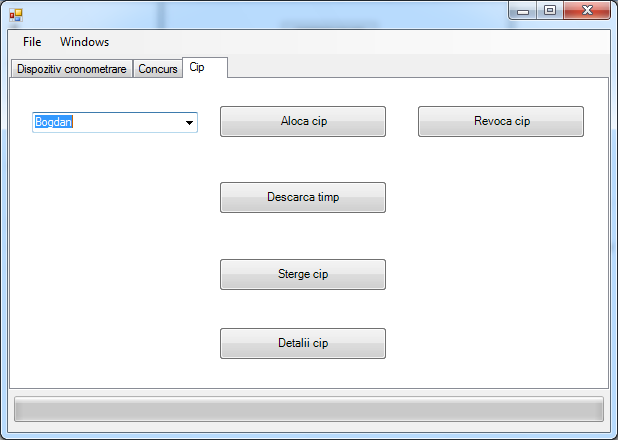 File Windows
Dispozitiv cronometrare Concurs Cip
Bogdan Aloca cip Revoca cip
Descarca timp
Sterge cip
Detalii cip